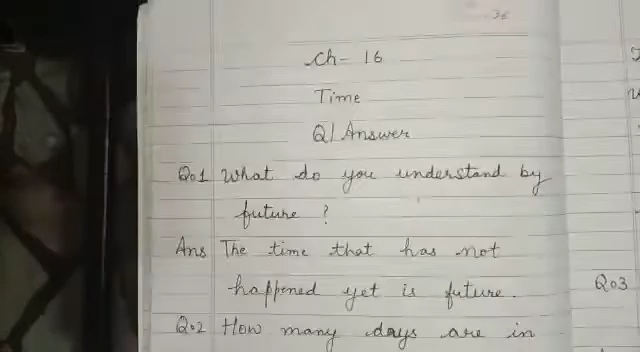 Ch- 16
Time
Q/Answer
Q.1 What do you understand by
future ?
Ans The time that has not
happened yet is future.
Q.2 How many days are in
Q.3